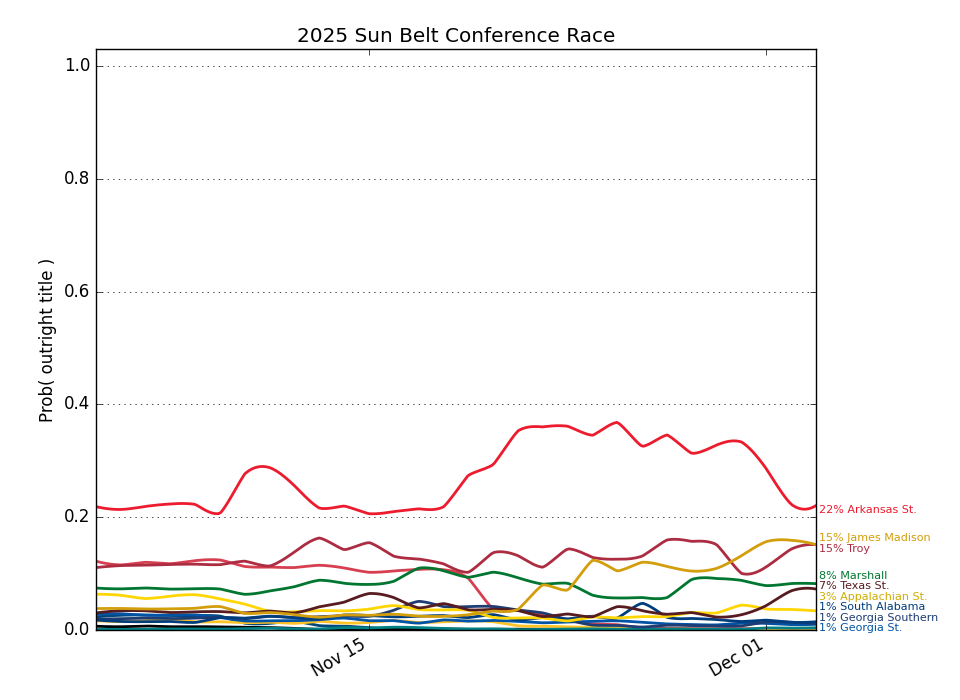 2025 Sun Belt Conference Race
Prob( outright title )
1.0
0.8
0.6
0.4
0.2
0.0
Nov 15
Dec 01
22% Arkansas St.
15% James Madison
15% Troy
8% Marshall
7% Texas St.
3% Appalachian St.
1% South Alabama
1% Georgia Southern
1% Georgia St.